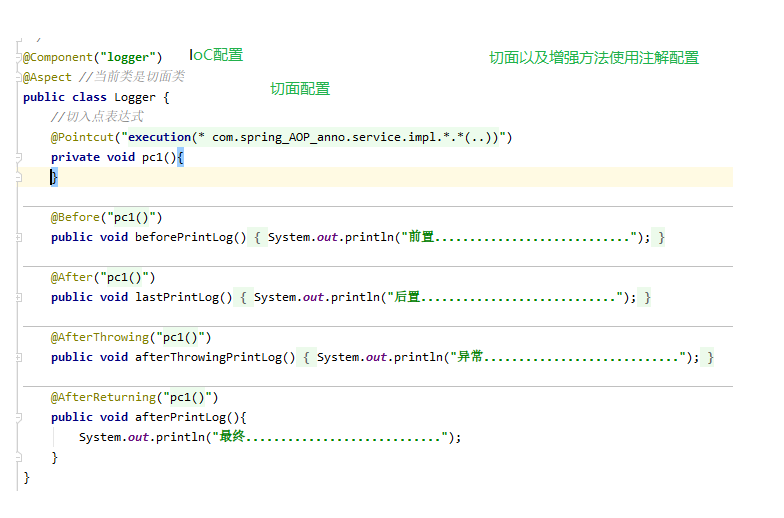 @Component("logger") IoC配置 切面以及增强方法使用注解配置
@Aspect //当前类是切面类
public class Logger { 切面配置
//切入点表达式
@Pointcut("execution(* com.spring_AOP_anno.service.impl.*.*(..))")
private void pc1(){
}
@Before("pc1()")
public void beforePrintLog() { System.out.println("前置............................"); }
@After("pc1()")
public void lastPrintLog() { System.out.println("后置............................"); }
@AfterThrowing("pc1()")
public void afterThrowingPrintLog() { System.out.println("异常............................"); }
@AfterReturning("pc1()")
public void afterPrintLog(){
System.out.println("最终............................");
}
}